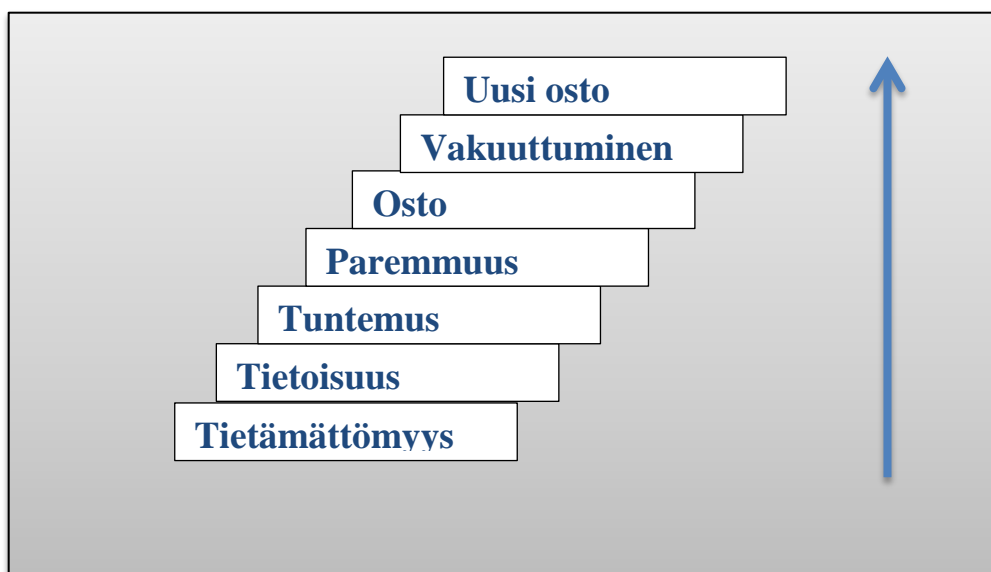 Uusi osto
Vakuuttuminen
Osto
Paremmuus
Tuntemus
Tietoisuus
Tietämättömyys